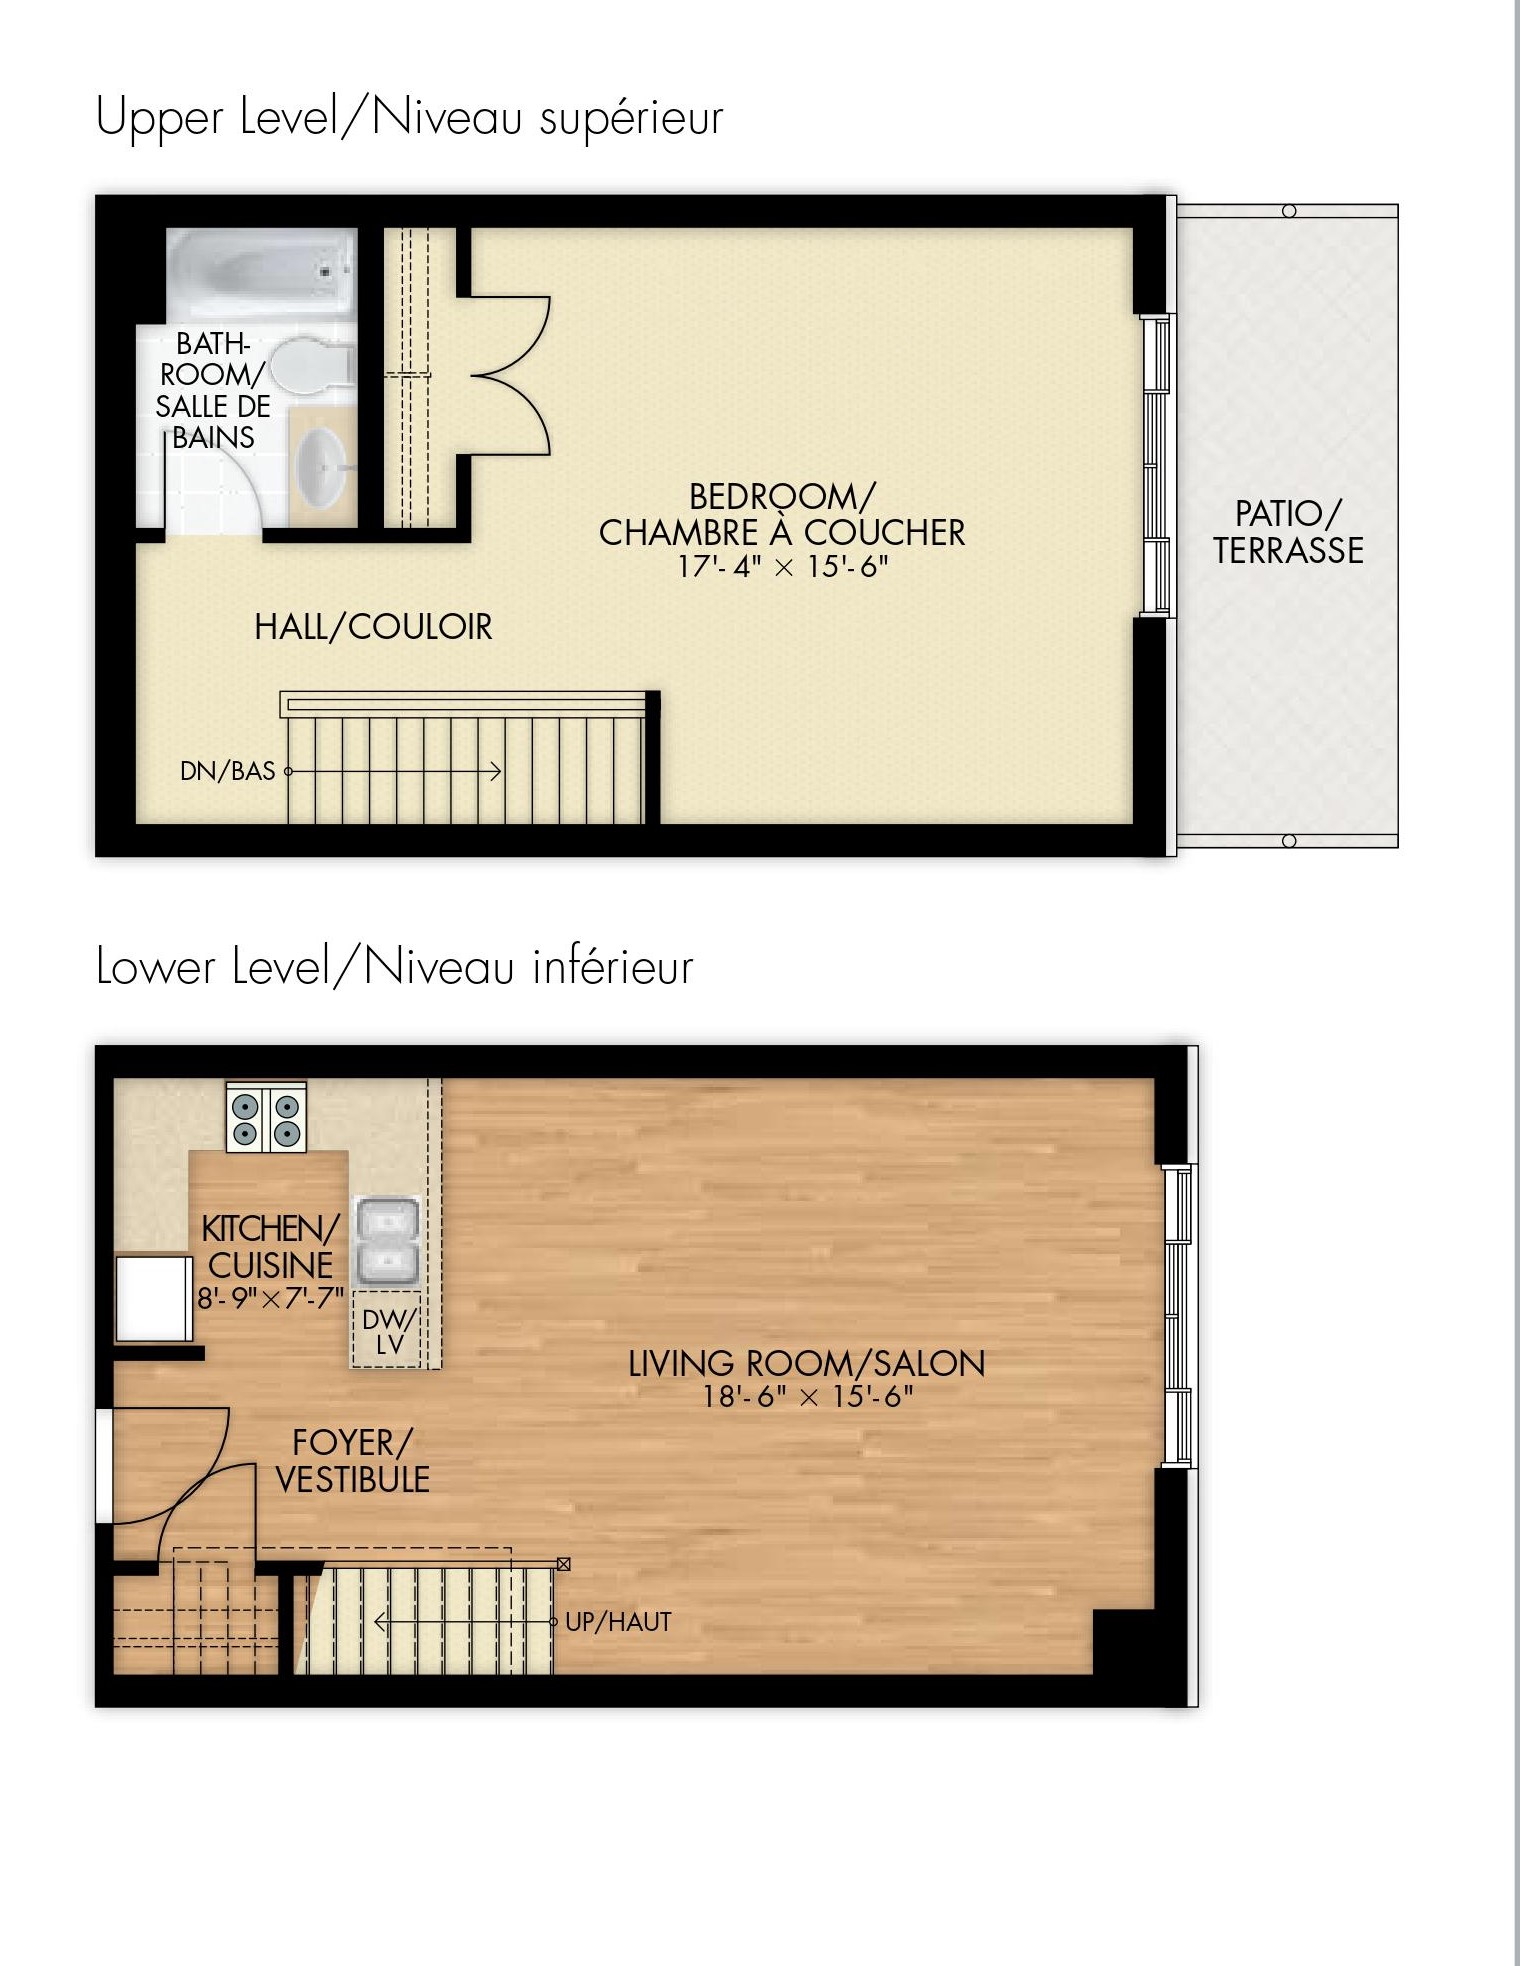 Upper Level/Niveau supérieur
BATH-
ROOM/
SALLE DE
BAINS
BEDROOM/
CHAMBRE À COUCHER
17'- 4" × 15'- 6"
PATIO/
TERRASSE
HALL/COULOIR
DN/BAS
Lower Level/Niveau inférieur
KITCHEN/
CUISINE
8'- 9" × 7'-7"
DW/
LV
LIVING ROOM/SALON
18'- 6" × 15'- 6"
FOYER/
VESTIBULE
UP/HAUT